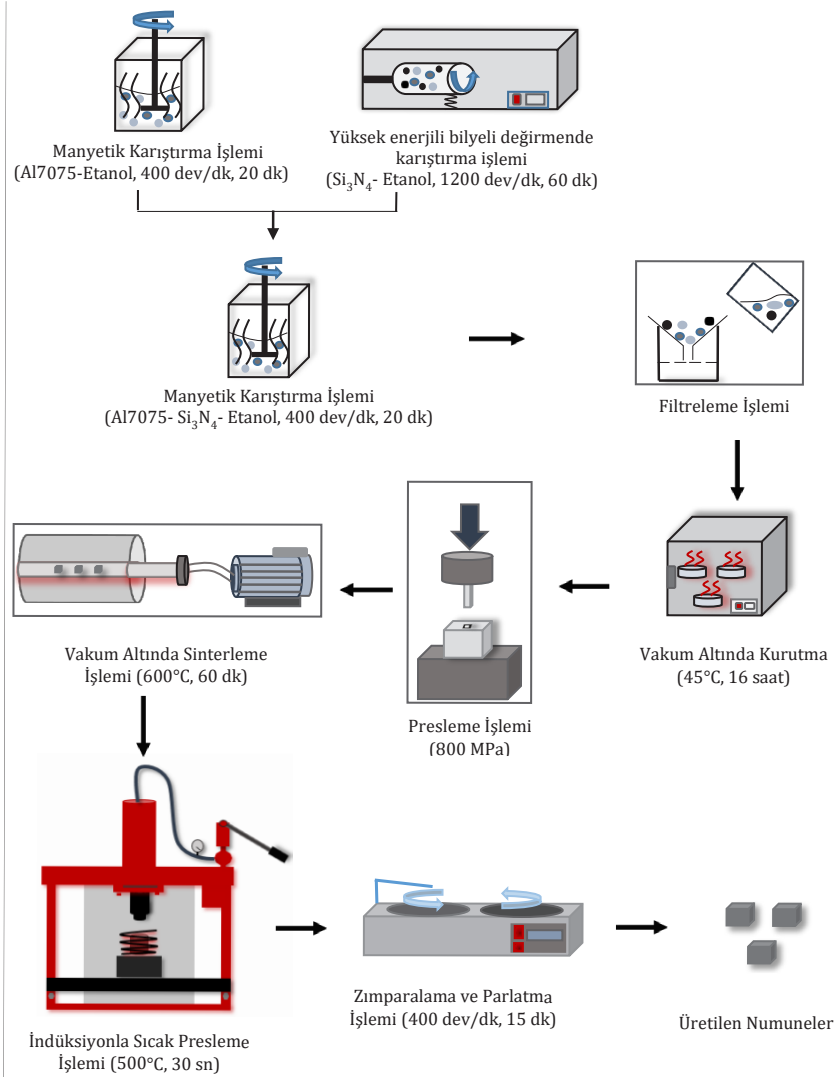 Manyetik Karıştırma İşlemi
(Al7075-Etanol, 400 dev/dk, 20 dk)
Yüksek enerjili bilyeli değirmende
karıştırma işlemi
(Si₃N₄- Etanol, 1200 dev/dk, 60 dk)
Manyetik Karıştırma İşlemi
(Al7075- Si₃N₄- Etanol, 400 dev/dk, 20 dk)
Filtreleme İşlemi
Vakum Altında Kurutma
(45°C, 16 saat)
Presleme İşlemi
(800 MPa)
Vakum Altında Sinterleme
İşlemi (600°C, 60 dk)
İndüksiyonla Sıcak Presleme
İşlemi (500°C, 30 sn)
Zımparalama ve Parlatma
İşlemi (400 dev/dk, 15 dk)
Üretilen Numuneler